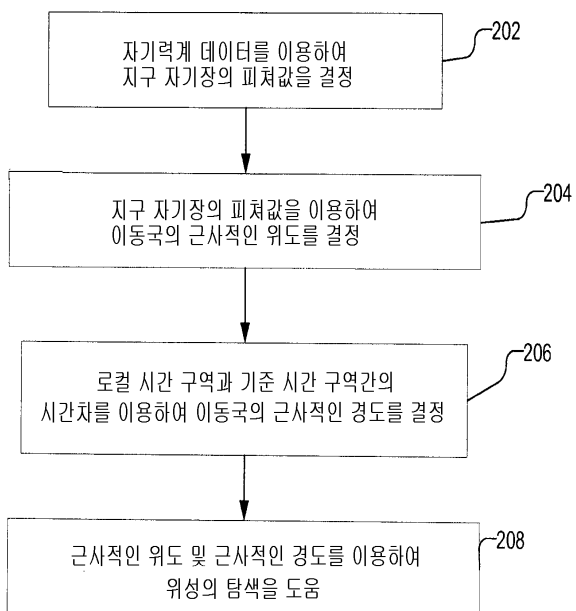 202
자기력계 데이터를 이용하여
지구 자기장의 피쳐값을 결정
204
지구 자기장의 피쳐값을 이용하여
이동국의 근사적인 위도를 결정
206
로컬 시간 구역과 기준 시간 구역간의
시간차를 이용하여 이동국의 근사적인 경도를 결정
208
근사적인 위도 및 근사적인 경도를 이용하여
위성의 탐색을 도움